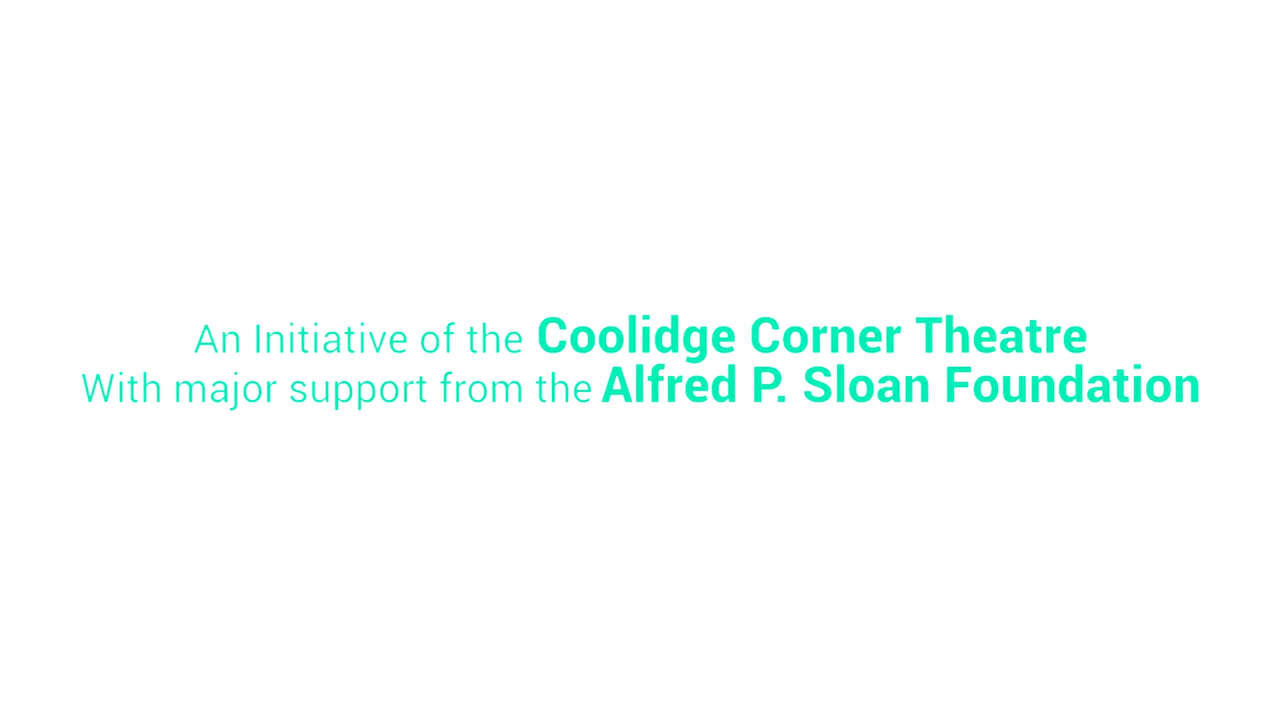 An Initiative of the Coolidge Corner Theatre
With major support from the Alfred P. Sloan Foundation